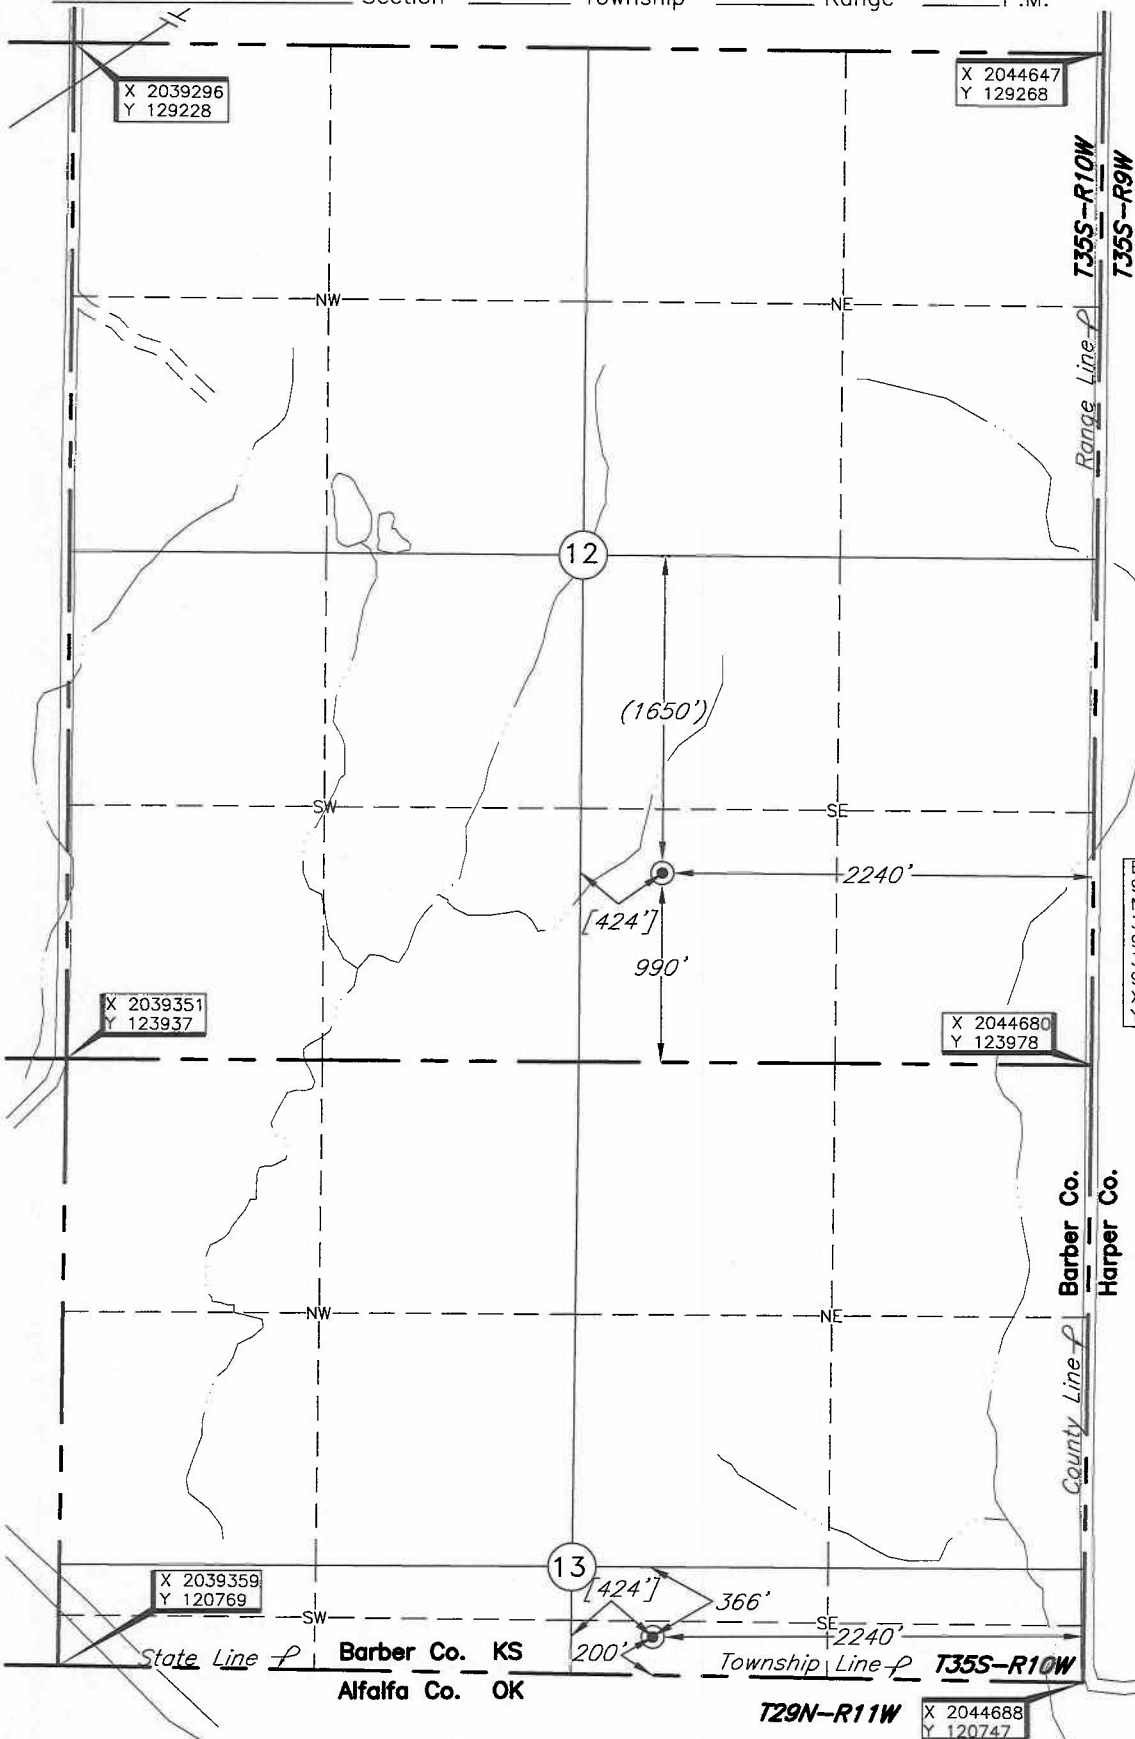 Section Township Range P.M.
X 2039296
Y 129228
X 2044647
Y 129268
T35S-R10W
T35S-R9W
NW
NE
Range Line
12
(1650')
SW
SE
2240'
[424']
990'
X 2039351
Y 123937
X 2044680
Y 123978
Barber Co.
Harper Co.
NW
NE
County Line
13
X 2039359
Y 120769
[424']
366'
SW
SE
2240'
200'
State Line
Barber Co. KS
Township Line
T35S-R10W
Alfalfa Co. OK
T29N-R11W
X 2044688
Y 120747